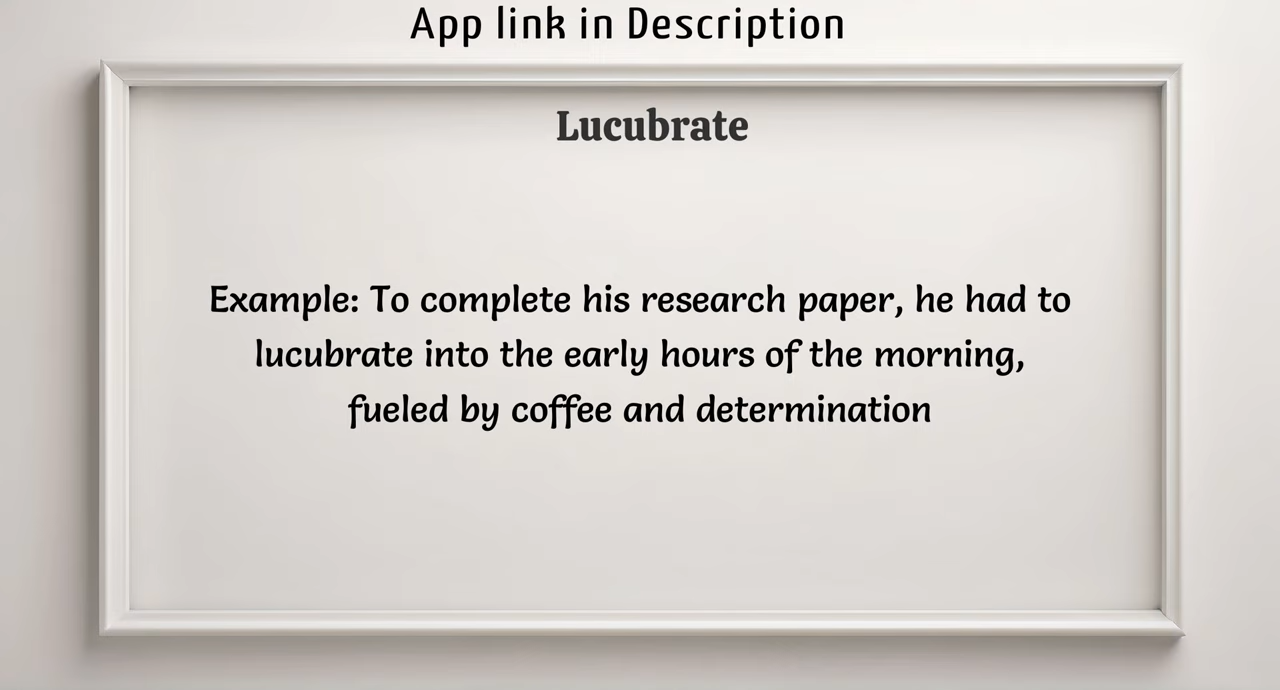 App link in Description
Lucubrate
Example: To complete his research paper, he had to
lucubrate into the early hours of the morning,
fueled by coffee and determination